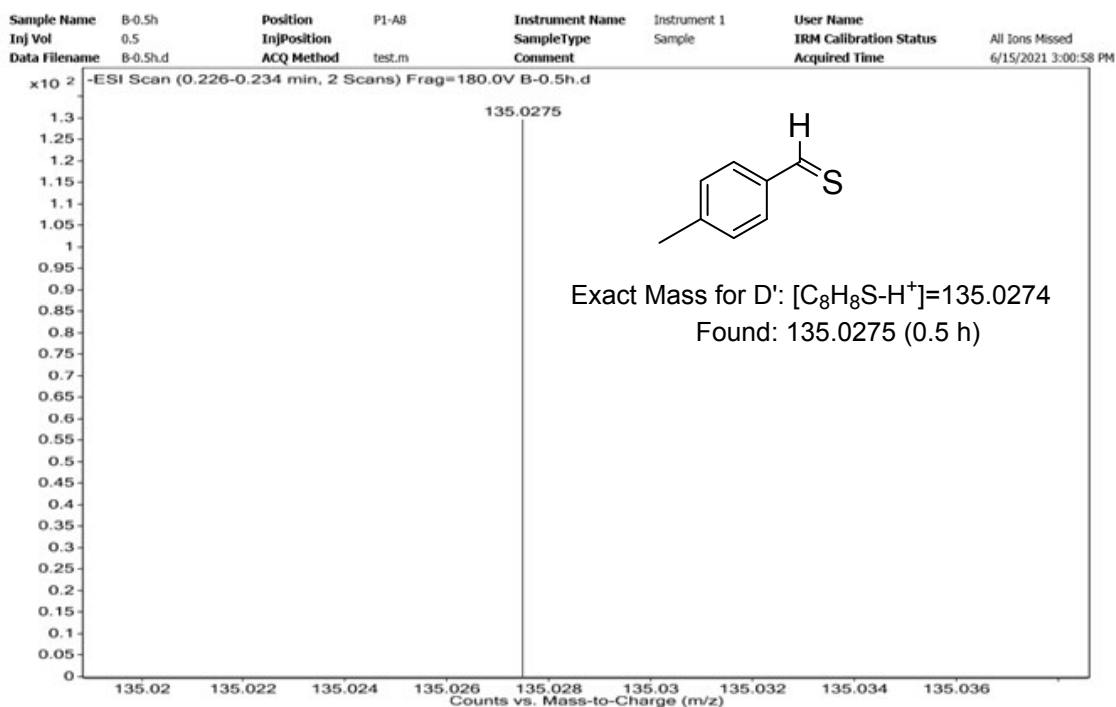 Sample Name B-0.5h Position P1-A8 Instrument Name Instrument 1 User Name
Inj Vol 0.5 InjPosition SampleType Sample IRM Calibration Status All Ions Missed
Data Filename B-0.5h.d ACQ Method test.m Comment Acquired Time 6/15/2021 3:00:58 PM
x10 2 -ESI Scan (0.226-0.234 min, 2 Scans) Frag=180.0V B-0.5h.d
135.0275
1.3
1.25
1.2
1.15
1.1
1.05
1
0.95
0.9
0.85
0.8
0.75
0.7
0.65
0.6
0.55
0.5
0.45
0.4
0.35
0.3
0.25
0.2
0.15
0.1
0.05
0
H
S
Exact Mass for D': [C₈H₈S-H⁺]=135.0274
Found: 135.0275 (0.5 h)
135.02 135.022 135.024 135.026 135.028 135.03 135.032 135.034 135.036
Counts vs. Mass-to-Charge (m/z)